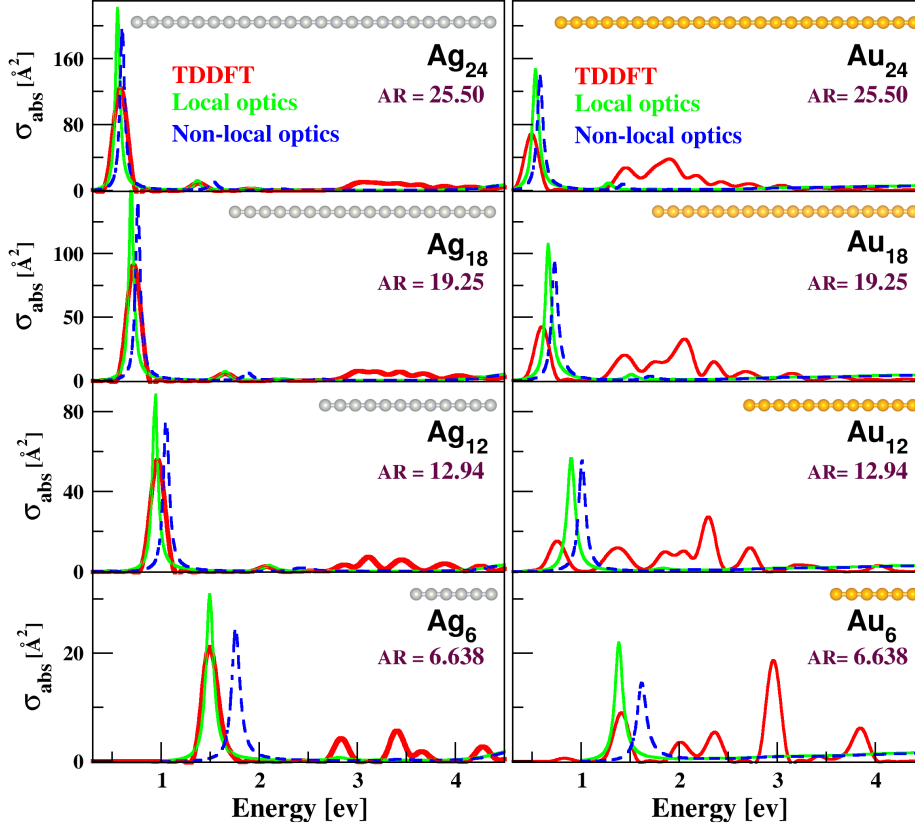 160
80
0
σabs [Å²]
TDDFT
Local optics
Non-local optics
Ag24
AR = 25.50
TDDFT
Local optics
Non-local optics
Au24
AR = 25.50
100
50
0
σabs [Å²]
Ag18
AR = 19.25
Au18
AR = 19.25
80
40
0
σabs [Å²]
Ag12
AR = 12.94
Au12
AR= 12.94
20
0
σabs [Å²]
Ag6
AR = 6.638
Au6
AR= 6.638
1 2 3 4
1 2 3 4
Energy [ev]
Energy [ev]